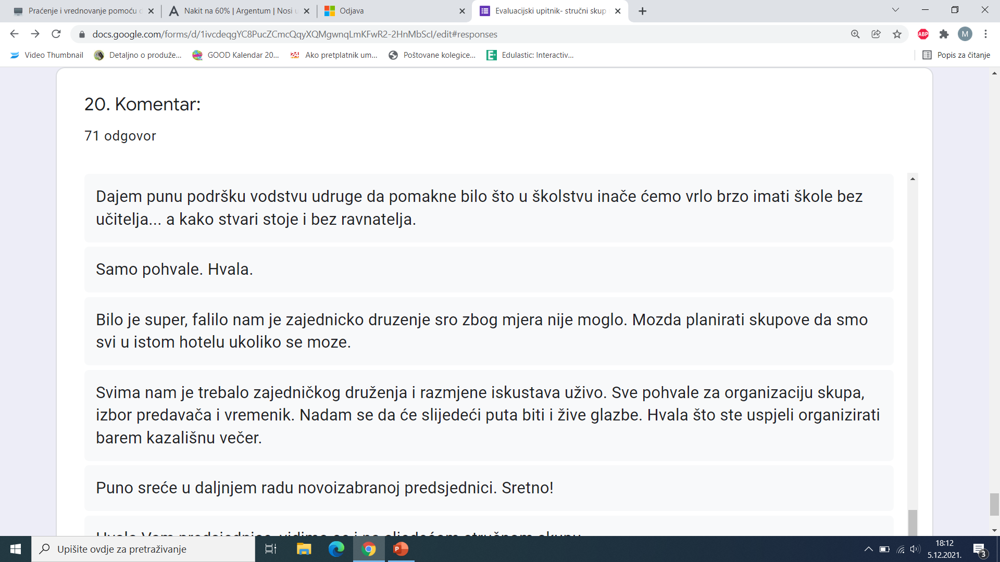 Praćenje i vrednovanje pomoću
Nakit na 60% | Argentum | Nosi u
Odjava
Evaluacijski upitnik- stručni skup
docs.google.com/forms/d/1ivcdeqgYC8PucZCmcQqyXQMgwnqLmKFwR2-2HnMbScI/edit#responses
ABP
M
Video Thumbnail
Detaljno o produže...
GOOD Kalendar 20...
Ako pretplatnik um...
Poštovane kolegice...
Edulastic: Interactiv...
Popis za čitanje
20. Komentar:
71 odgovor
Dajem punu podršku vodstvu udruge da pomakne bilo što u školstvu inače ćemo vrlo brzo imati škole bez
učitelja... a kako stvari stoje i bez ravnatelja.
Samo pohvale. Hvala.
Bilo je super, falilo nam je zajednicko druzenje sro zbog mjera nije moglo. Mozda planirati skupove da smo
svi u istom hotelu ukoliko se moze.
Svima nam je trebalo zajedničkog druženja i razmjene iskustava uživo. Sve pohvale za organizaciju skupa,
izbor predavača i vremenik. Nadam se da će slijedeći puta biti i žive glazbe. Hvala što ste uspjeli organizirati
barem kazališnu večer.
Puno sreće u daljnjem radu novoizabranoj predsjednici. Sretno!
Upišite ovdje za pretraživanje
18:12
5.12.2021.
3